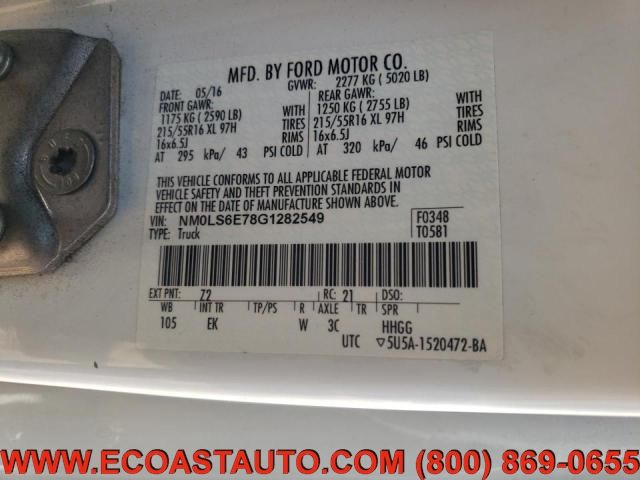 MFD. BY FORD MOTOR CO.
DATE: 05/16 GVWR: 2277 KG ( 5020 LB)
FRONT GAWR: REAR GAWR:
1175 KG ( 2590 LB) WITH 1250 KG ( 2755 LB) WITH
215/55R16 XL 97H TIRES 215/55R16 XL 97H TIRES
16x6.5J RIMS 16x6.5J RIMS
AT 295 kPa/ 43 PSI COLD AT 320 kPa/ 46 PSI COLD
THIS VEHICLE CONFORMS TO ALL APPLICABLE FEDERAL MOTOR
VEHICLE SAFETY AND THEFT PREVENTION STANDARDS IN
EFFECT ON THE DATE OF MANUFACTURE SHOWN ABOVE.
VIN: NM0LS6E78G1282549 F0348
TYPE: Truck T0581
EXT PNT: 72 RC: 21 DSO:
WB INT TR TP/PS R AXLE TR SPR
105 EK W 3C HHGG
UTC ▽5U5A-1520472-BA
WWW.ECOASTAUTO.COM (800) 869-0655